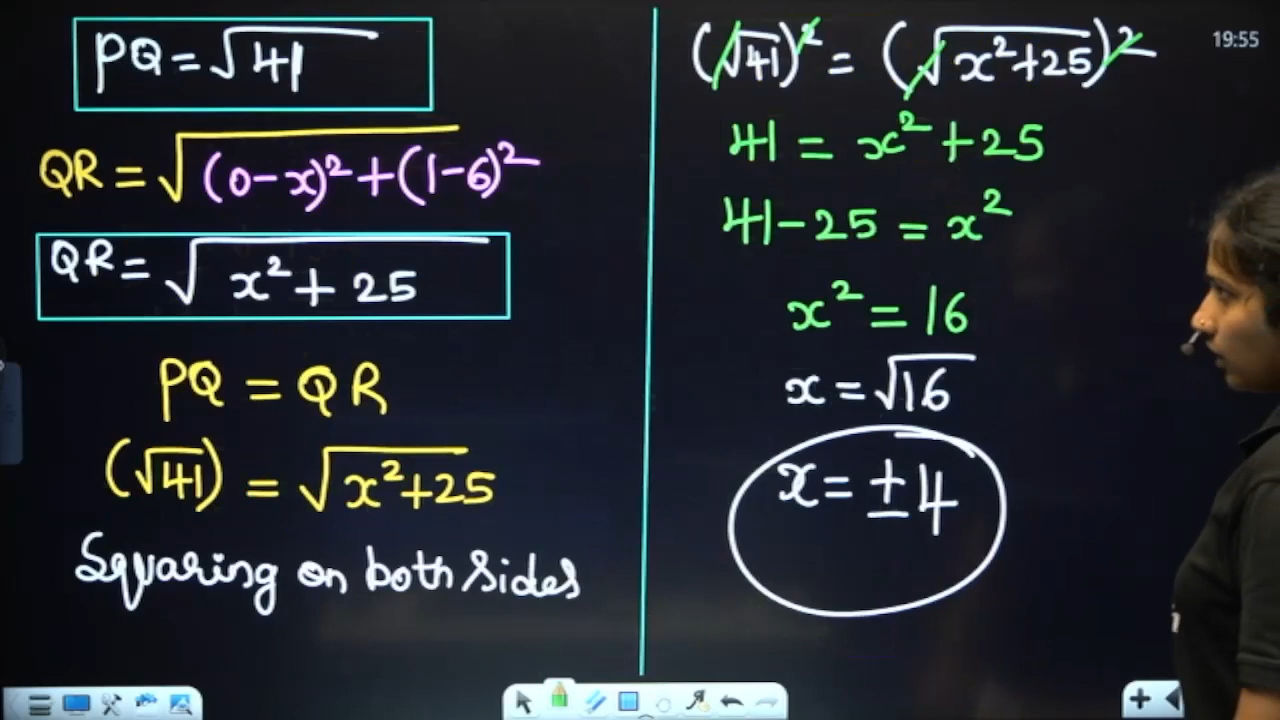 PQ = √41
QR = √(0-x)² + (1-6)²
QR = √x² + 25
PQ = QR
(√41) = √x²+25
Squaring on both sides
(√41)² = (√x²+25)²
41 = x² + 25
41 - 25 = x²
x² = 16
x = √16
x = ± 4
19:55